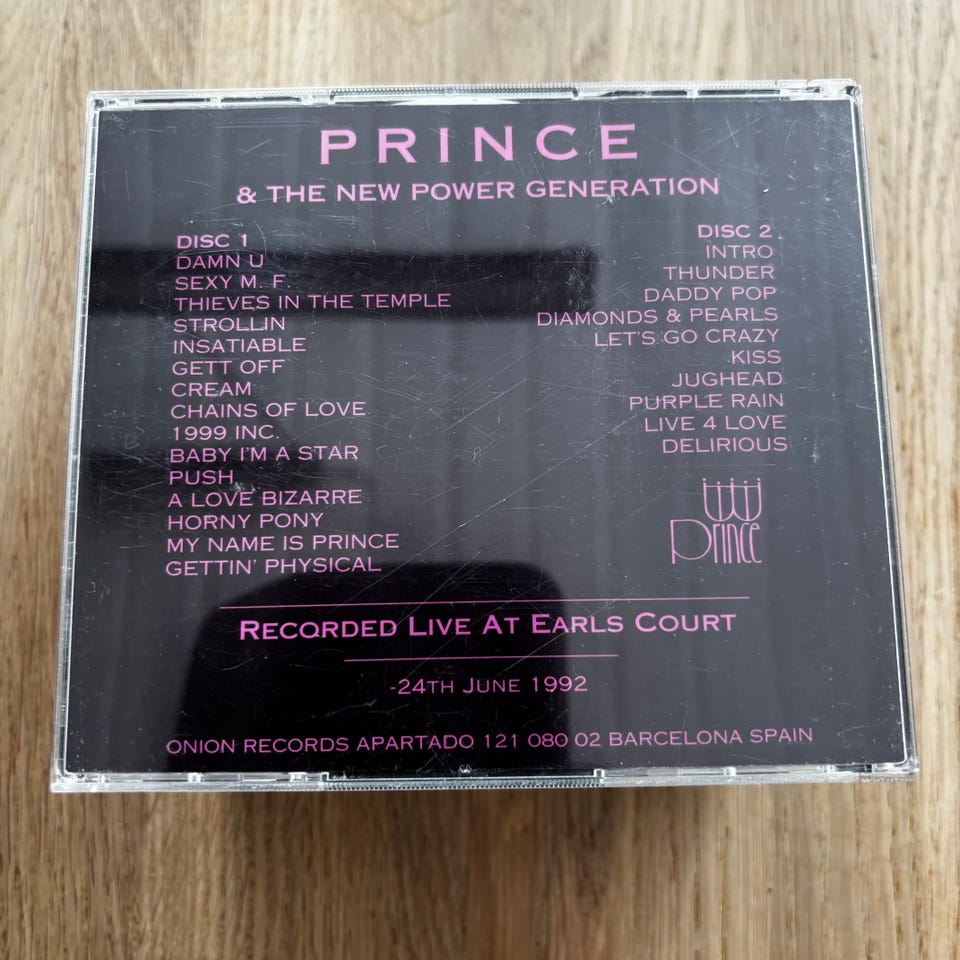 PRINCE
& THE NEW POWER GENERATION
DISC 1
DAMN U
SEXY M. F.
THIEVES IN THE TEMPLE
STROLLIN
INSATIABLE
GETT OFF
CREAM
CHAINS OF LOVE
1999 INC.
BABY I'M A STAR
PUSH
A LOVE BIZARRE
HORNY PONY
MY NAME IS PRINCE
GETTIN' PHYSICAL
DISC 2
INTRO
THUNDER
DADDY POP
DIAMONDS & PEARLS
LET'S GO CRAZY
KISS
JUGHEAD
PURPLE RAIN
LIVE 4 LOVE
DELIRIOUS
Prince
RECORDED LIVE AT EARLS COURT
-24TH JUNE 1992
ONION RECORDS APARTADO 121 080 02 BARCELONA SPAIN